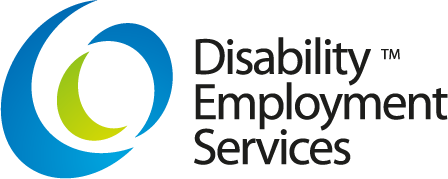 Disability ™
Employment
Services